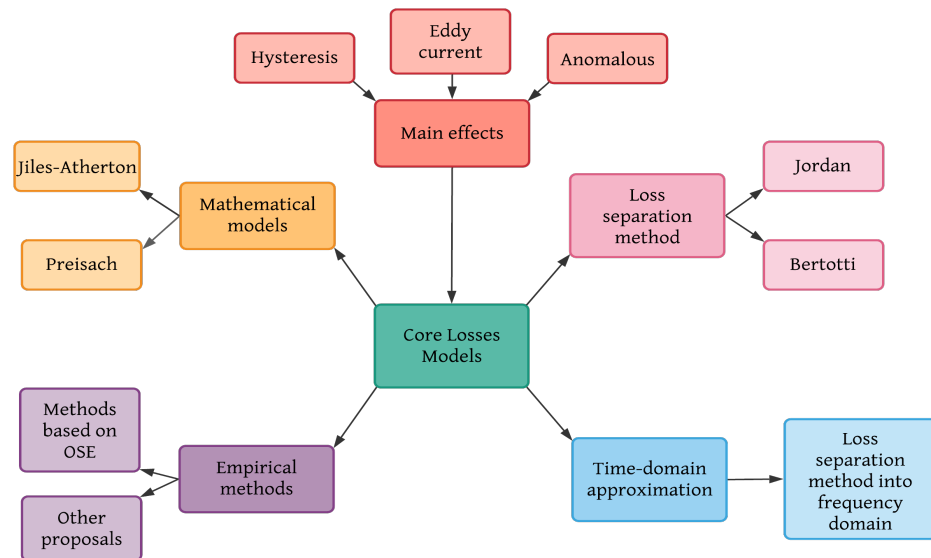 Hysteresis
Eddy
current
Anomalous
Main effects
Jiles-Atherton
Mathematical
models
Preisach
Loss
separation
method
Jordan
Bertotti
Core Losses
Models
Methods
based on
OSE
Empirical
methods
Other
proposals
Time-domain
approximation
Loss
separation
method into
frequency
domain